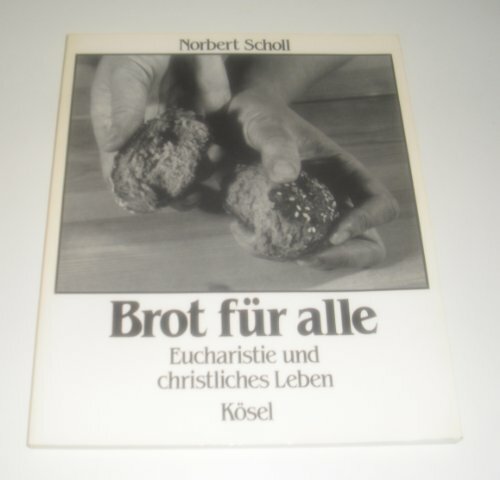 Norbert Scholl
Brot für alle
Eucharistie und
christliches Leben
Kösel